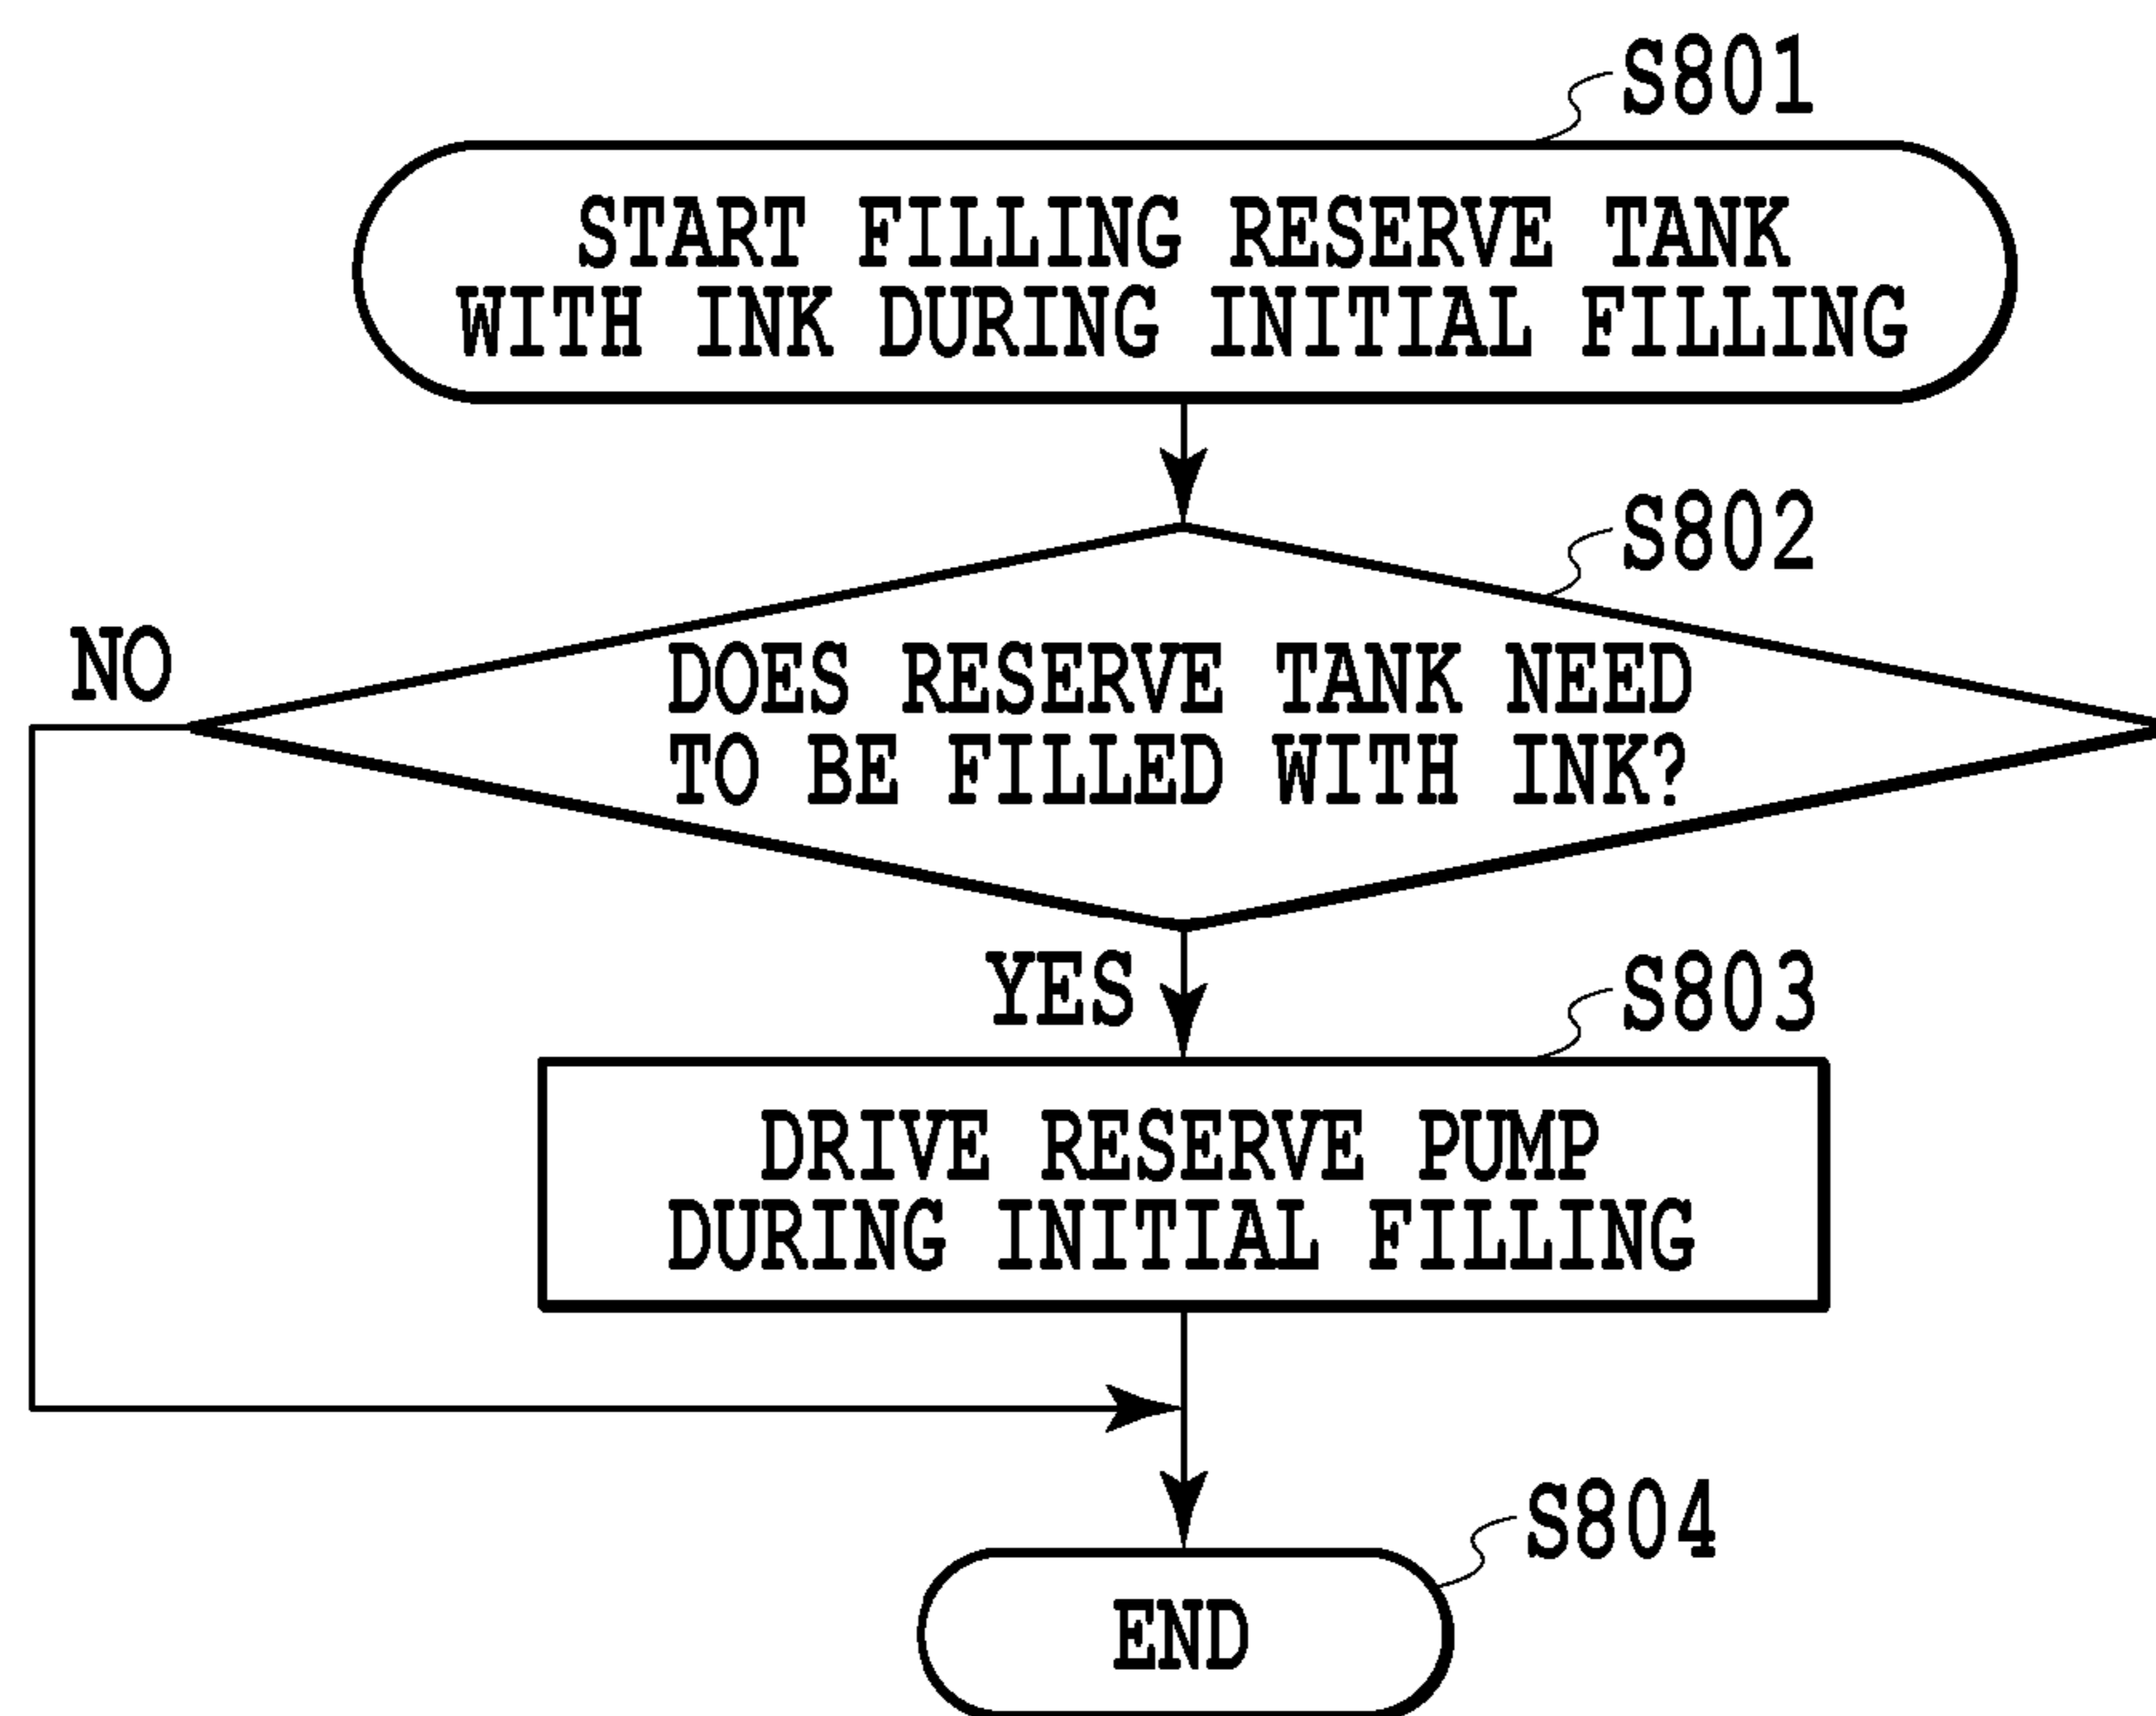 S801
START FILLING RESERVE TANK
WITH INK DURING INITIAL FILLING
S802
NO
DOES RESERVE TANK NEED
TO BE FILLED WITH INK?
YES
S803
DRIVE RESERVE PUMP
DURING INITIAL FILLING
S804
END